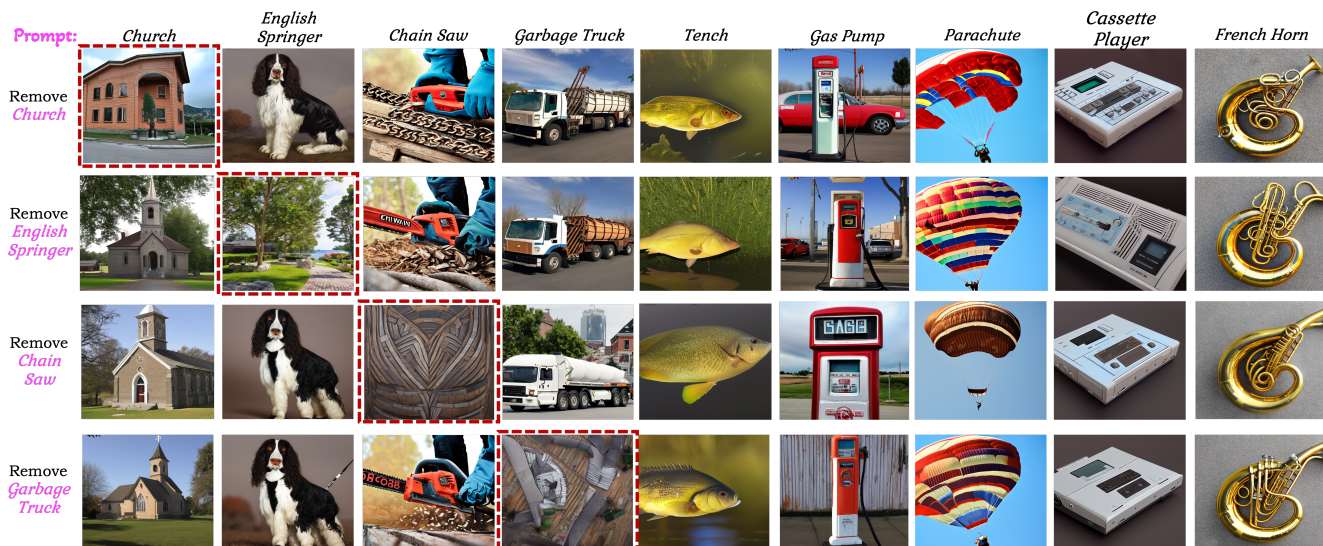 Prompt:
Church
English
Springer
Chain Saw
Garbage Truck
Tench
Gas Pump
Parachute
Cassette
Player
French Horn
Remove
Church
Remove
English
Springer
Remove
Chain
Saw
Remove
Garbage
Truck